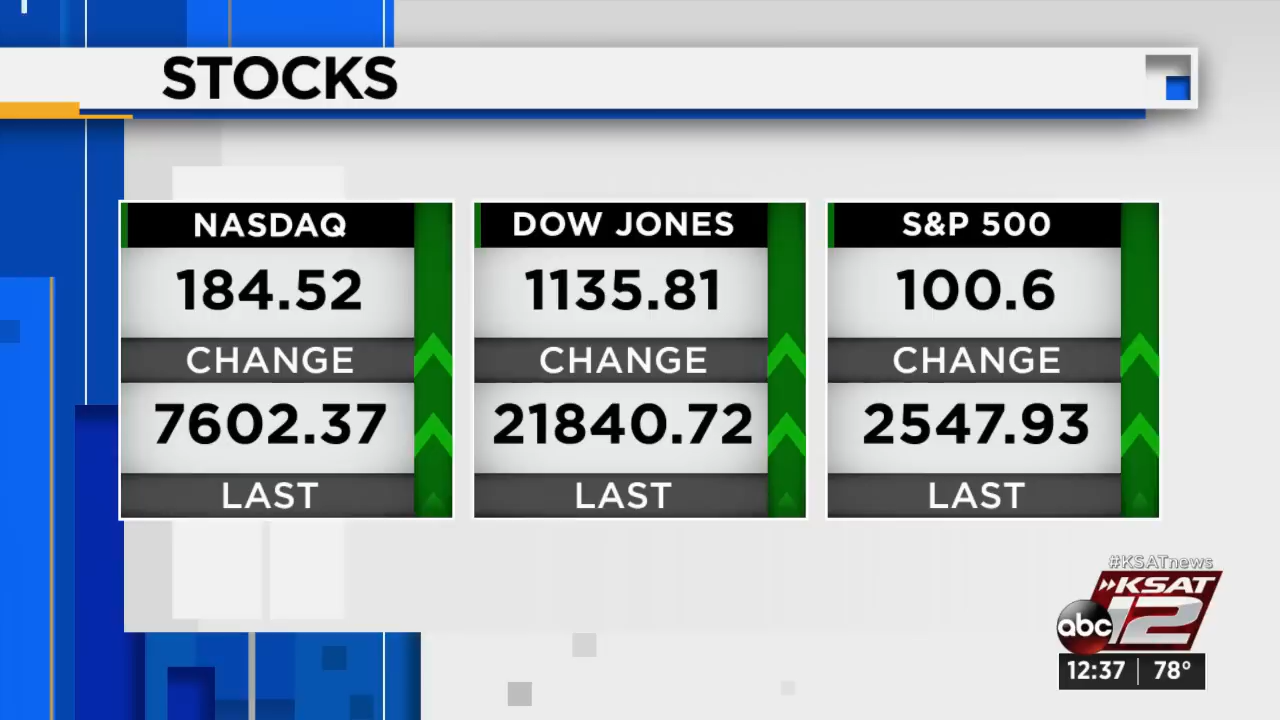 STOCKS
NASDAQ
184.52
CHANGE
7602.37
LAST
DOW JONES
1135.81
CHANGE
21840.72
LAST
S&P 500
100.6
CHANGE
2547.93
LAST
#KSATnews
KSAT
abc 12
12:37 78°